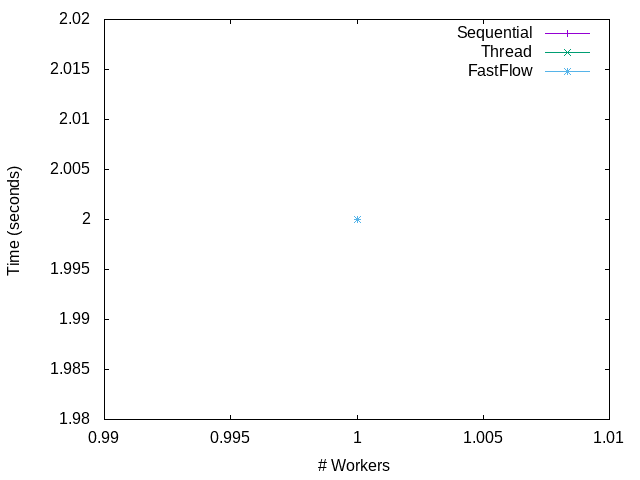 2.02
2.015
2.01
2.005
2
1.995
1.99
1.985
1.98
0.99 0.995 1 1.005 1.01
Time (seconds)
# Workers
Sequential
Thread
FastFlow